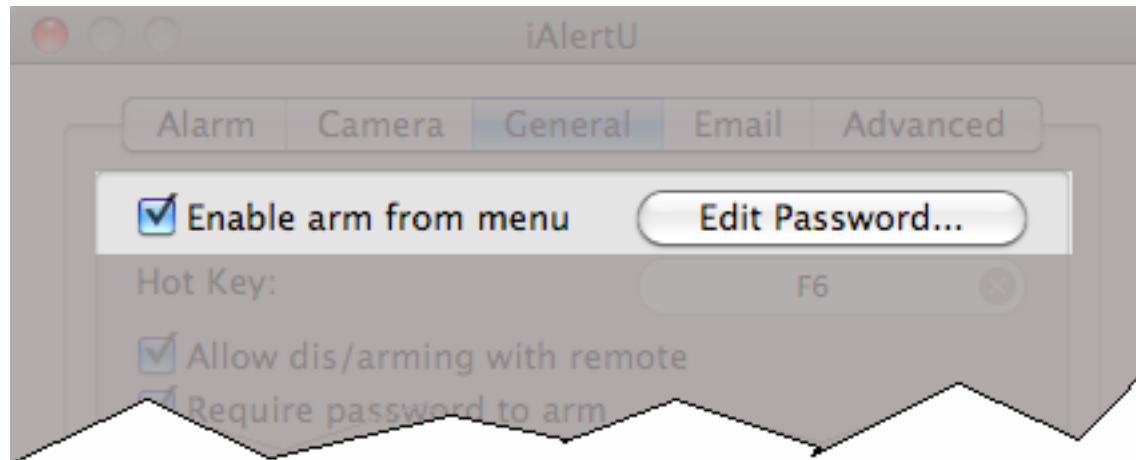 iAlertU
Alarm Camera General Email Advanced
Enable arm from menu Edit Password...
Hot Key: F6
Allow dis/arming with remote
Require password to arm